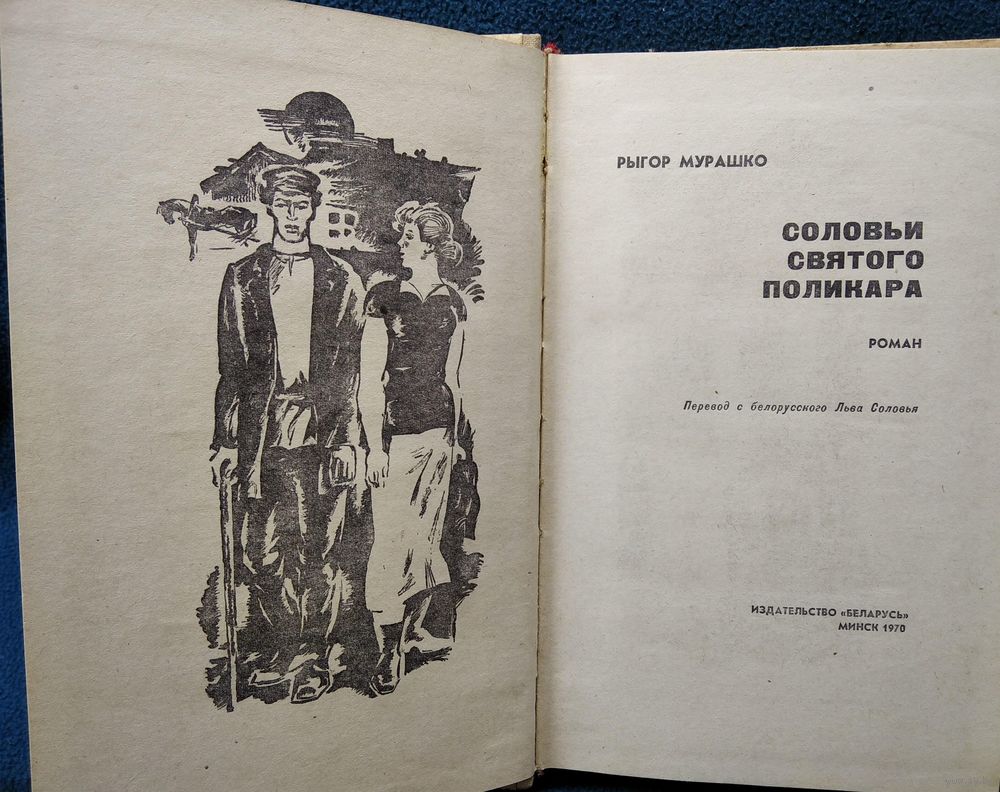 РЫГОР МУРАШКО
СОЛОВЬИ
СВЯТОГО
ПОЛИКАРА
РОМАН
Перевод с белорусского Льва Соловья
ИЗДАТЕЛЬСТВО «БЕЛАРУСЬ»
МИНСК 1970